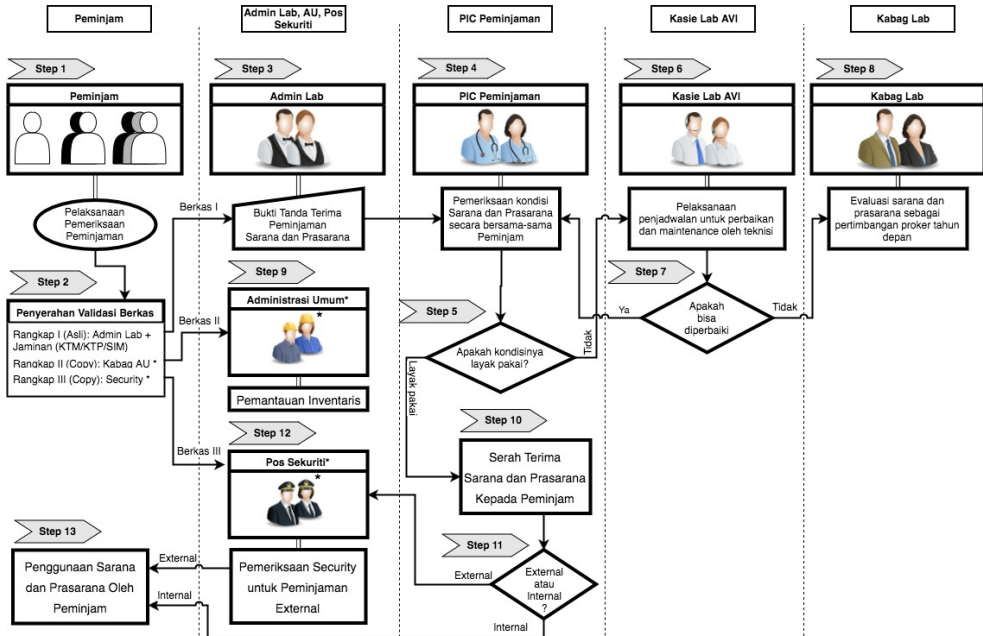 Peminjam
Admin Lab, AU, Pos
Sekuriti
PIC Peminjaman
Kasie Lab AVI
Kabag Lab
Step 1
Step 3
Step 4
Step 6
Step 8
Peminjam
Admin Lab
PIC Peminjaman
Kasie Lab AVI
Kabag Lab
Pelaksanaan
Pemeriksaan
Peminjaman
Berkas I
Bukti Tanda Terima
Peminjaman
Sarana dan Prasarana
Pemeriksaan kondisi
Sarana dan Prasarana
secara bersama-sama
Peminjam
Pelaksanaan
penjadwalan untuk perbaikan
dan maintenance oleh teknisi
Evaluasi sarana dan
prasarana sebagai
pertimbangan proker tahun
depan
Step 2
Penyerahan Validasi Berkas
Rangkap I (Asli): Admin Lab +
Jaminan (KTM/KTP/SIM)
Rangkap II (Copy): Kabag AU *
Rangkap III (Copy): Security *
Step 9
Berkas II
Administrasi Umum*
*
Pemantauan Inventaris
Step 7
Apakah
bisa
diperbaiki
Ya
Tidak
Step 5
Apakah kondisinya
layak pakai?
Tidak
Layak pakai
Step 12
Berkas III
Pos Sekuriti*
*
Step 10
Serah Terima
Sarana dan Prasarana
Kepada Peminjam
Step 13
Penggunaan Sarana
dan Prasarana Oleh
Peminjam
External
Internal
Pemeriksaan Security
untuk Peminjaman
External
Step 11
External
External
atau
Internal
?
Internal